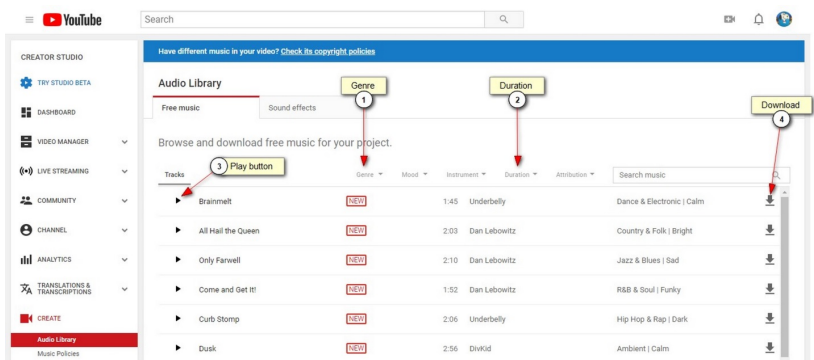 YouTube
Search
CREATOR STUDIO
TRY STUDIO BETA
DASHBOARD
VIDEO MANAGER
LIVE STREAMING
COMMUNITY
CHANNEL
ANALYTICS
TRANSLATIONS &
TRANSCRIPTIONS
CREATE
Audio Library
Music Policies
Have different music in your video? Check its copyright policies
Audio Library
Genre
1
Duration
2
Download
4
Free music Sound effects
Browse and download free music for your project.
3 Play button
Tracks Genre Mood Instrument Duration Attribution Search music
Brainmelt NEW 1:45 Underbelly Dance & Electronic | Calm
All Hail the Queen NEW 2:03 Dan Lebowitz Country & Folk | Bright
Only Farwell NEW 2:10 Dan Lebowitz Jazz & Blues | Sad
Come and Get It! NEW 1:52 Dan Lebowitz R&B & Soul | Funky
Curb Stomp NEW 2:06 Underbelly Hip Hop & Rap | Dark
Dusk NEW 2:56 DivKid Ambient | Calm